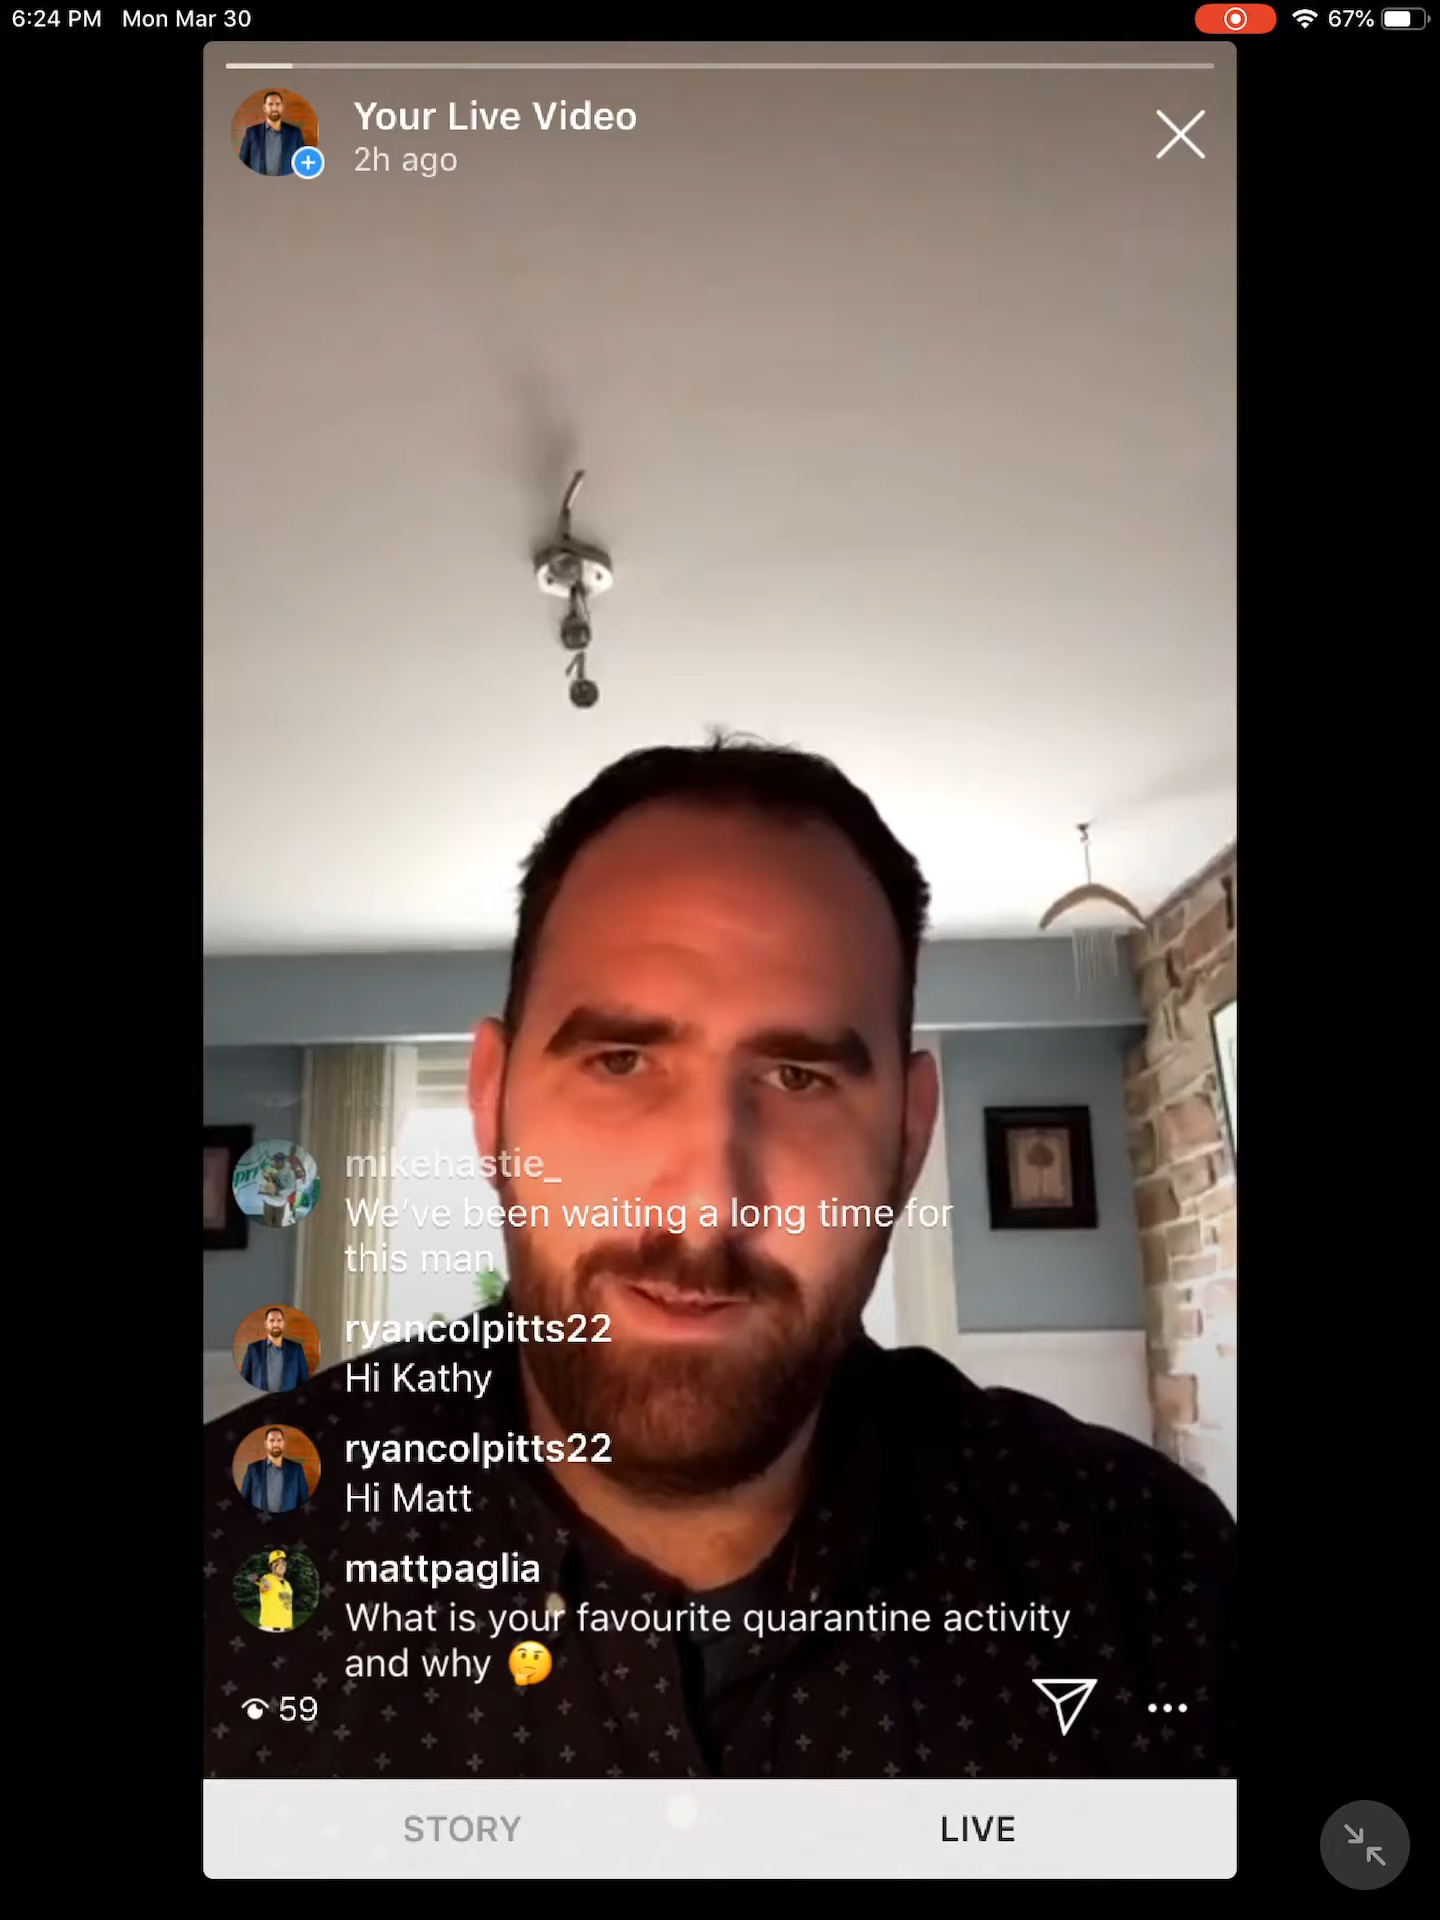 6:24 PM Mon Mar 30
67%
Your Live Video
2h ago
mikehastie_
We've been waiting a long time for
this man
ryancolpitts22
Hi Kathy
ryancolpitts22
Hi Matt
mattpaglia
What is your favourite quarantine activity
and why 🤔
59
STORY LIVE